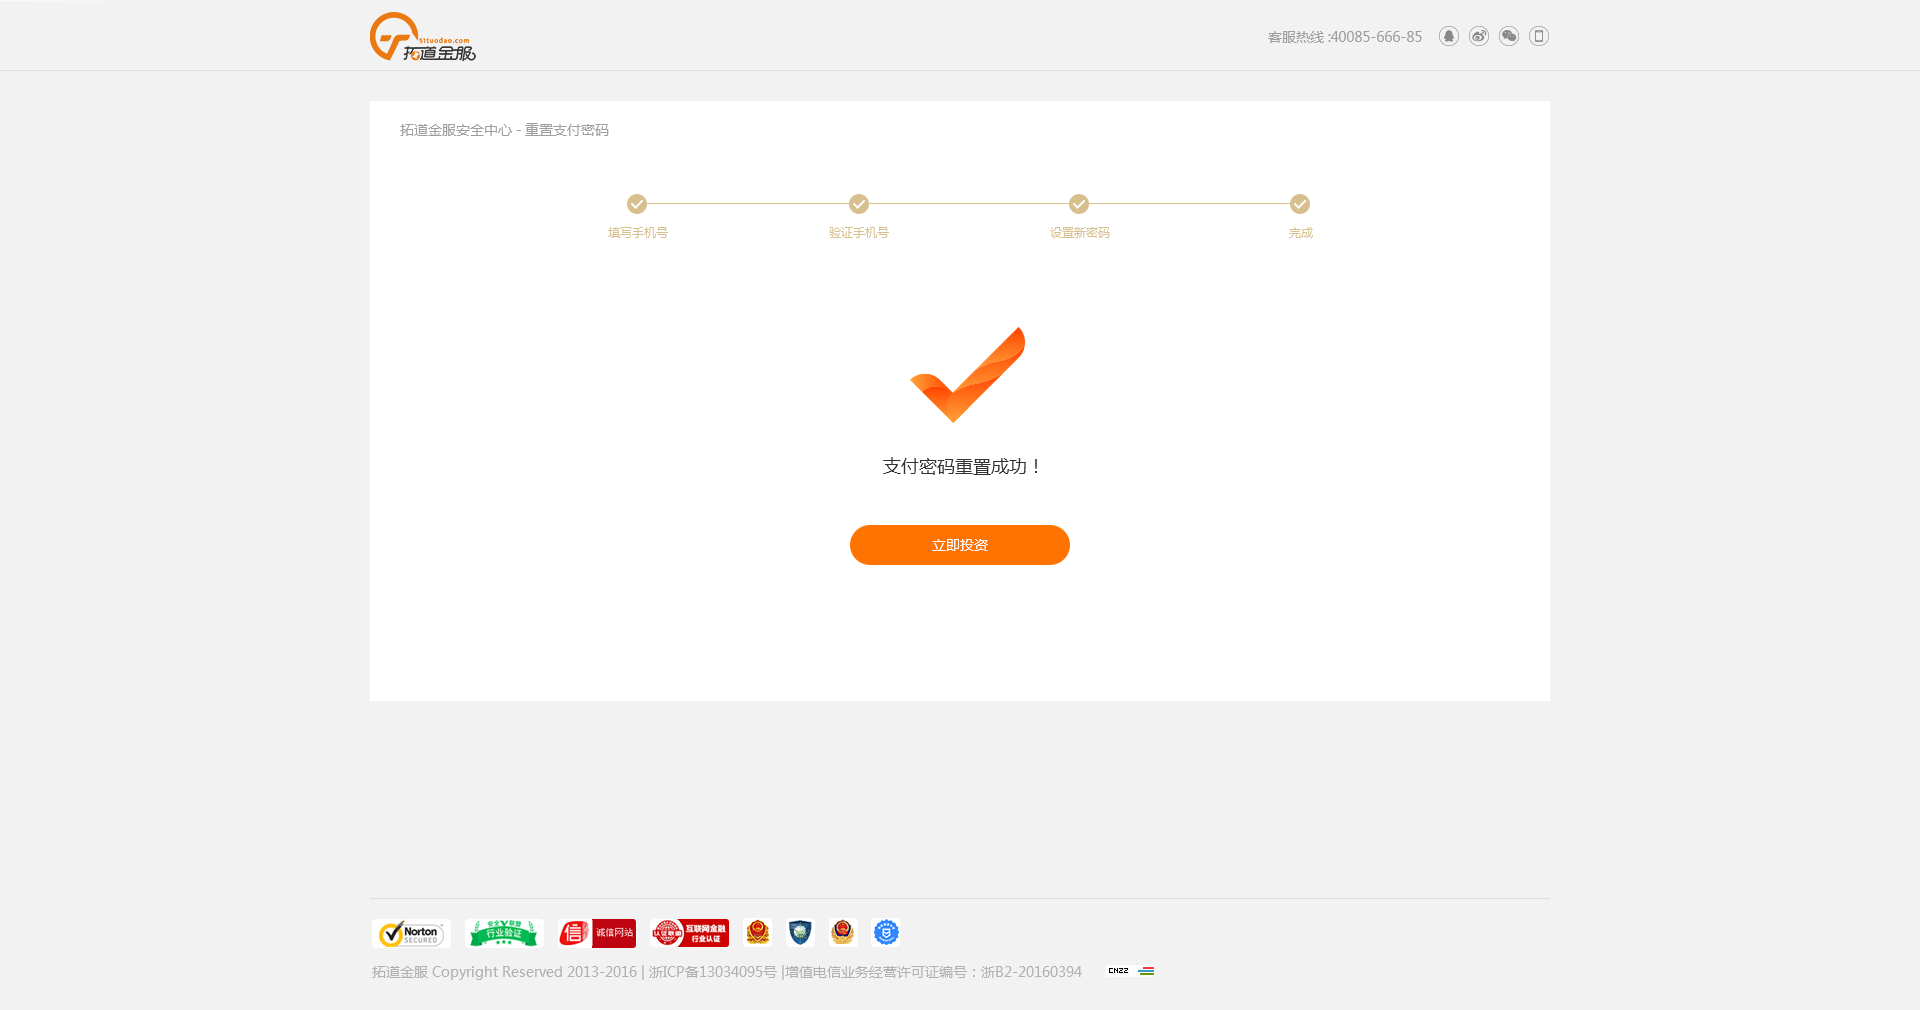 51tuodao.com
拓道金服
客服热线 :40085-666-85
拓道金服安全中心 - 重置支付密码
填写手机号
验证手机号
设置新密码
完成
支付密码重置成功！
立即投资
Norton
SECURED
安全联盟
行业验证
信 诚信网站
互联网金融
行业认证
拓道金服 Copyright Reserved 2013-2016 | 浙ICP备13034095号 |增值电信业务经营许可证编号：浙B2-20160394
CNZZ